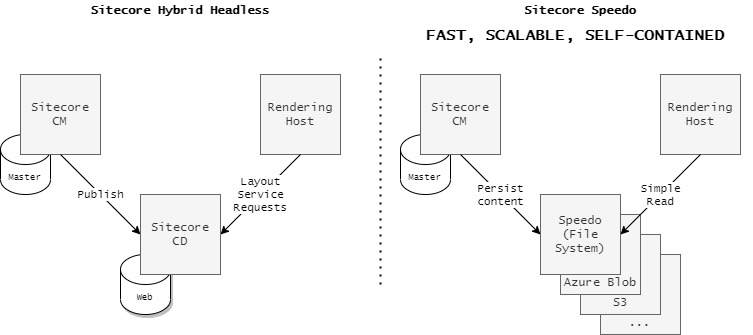 Sitecore Hybrid Headless
Sitecore
CM
Master
Rendering
Host
Publish
Layout
Service
Requests
Sitecore
CD
Web
Sitecore Speedo
FAST, SCALABLE, SELF-CONTAINED
Sitecore
CM
Master
Rendering
Host
Persist
content
Simple
Read
Speedo
(File
System)
Azure Blob
S3
...